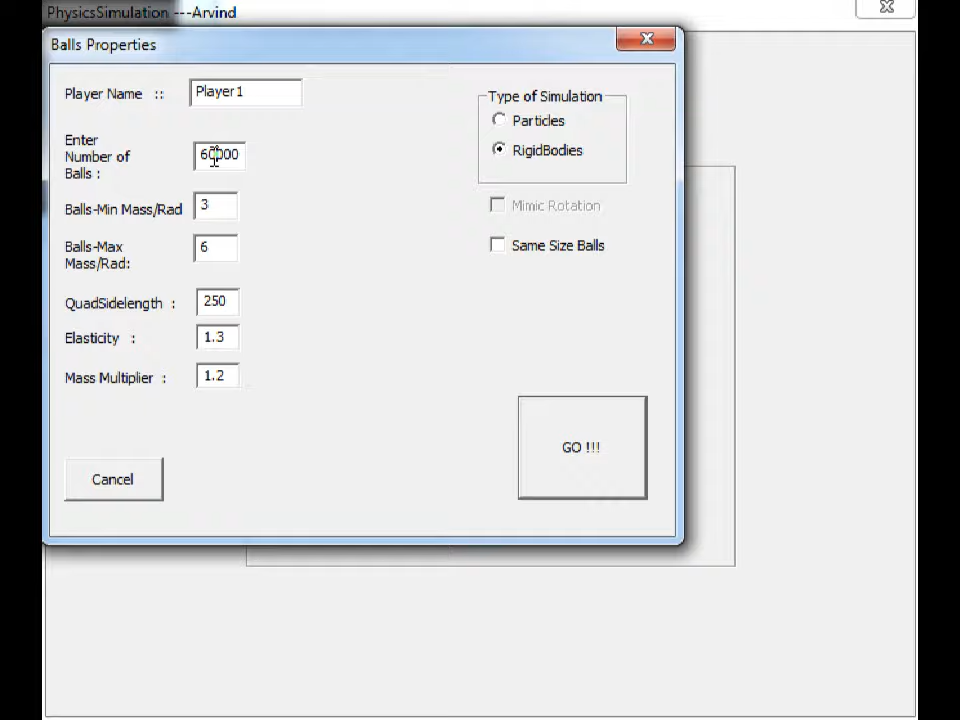 PhysicsSimulation ---Arvind
Balls Properties
Player Name ::
Player1
Type of Simulation
Particles
RigidBodies
Enter
Number of
Balls :
60000
Balls-Min Mass/Rad
3
Mimic Rotation
Balls-Max
Mass/Rad:
6
Same Size Balls
QuadSidelength :
250
Elasticity :
1.3
Mass Multiplier :
1.2
GO !!!
Cancel